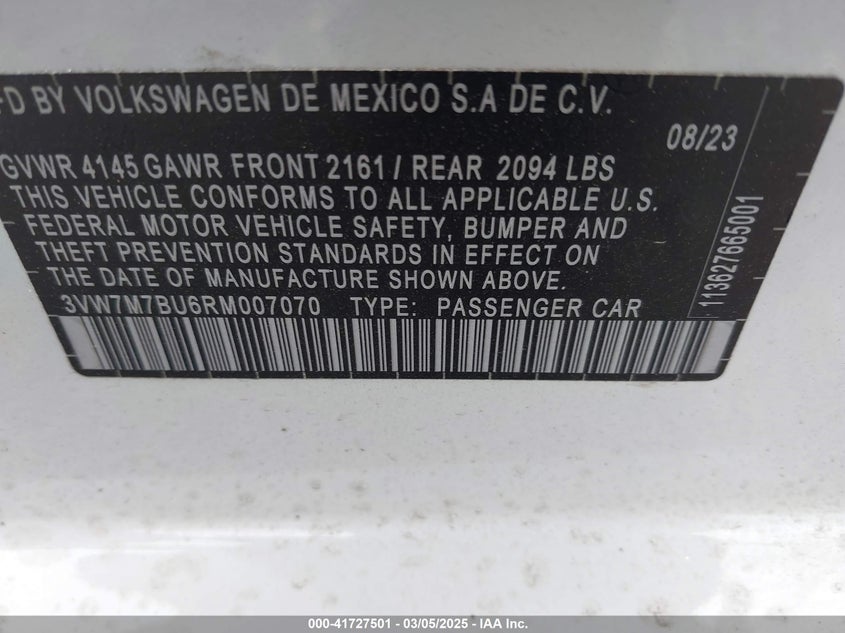 FD BY VOLKSWAGEN DE MEXICO S.A DE C.V.
08/23
GVWR 4145 GAWR FRONT 2161 / REAR 2094 LBS
THIS VEHICLE CONFORMS TO ALL APPLICABLE U.S.
FEDERAL MOTOR VEHICLE SAFETY, BUMPER AND
THEFT PREVENTION STANDARDS IN EFFECT ON
THE DATE OF MANUFACTURE SHOWN ABOVE.
3VW7M7BU6RM007070 TYPE: PASSENGER CAR
113627665001
000-41727501 | 03/05/2025 - IAA Inc.